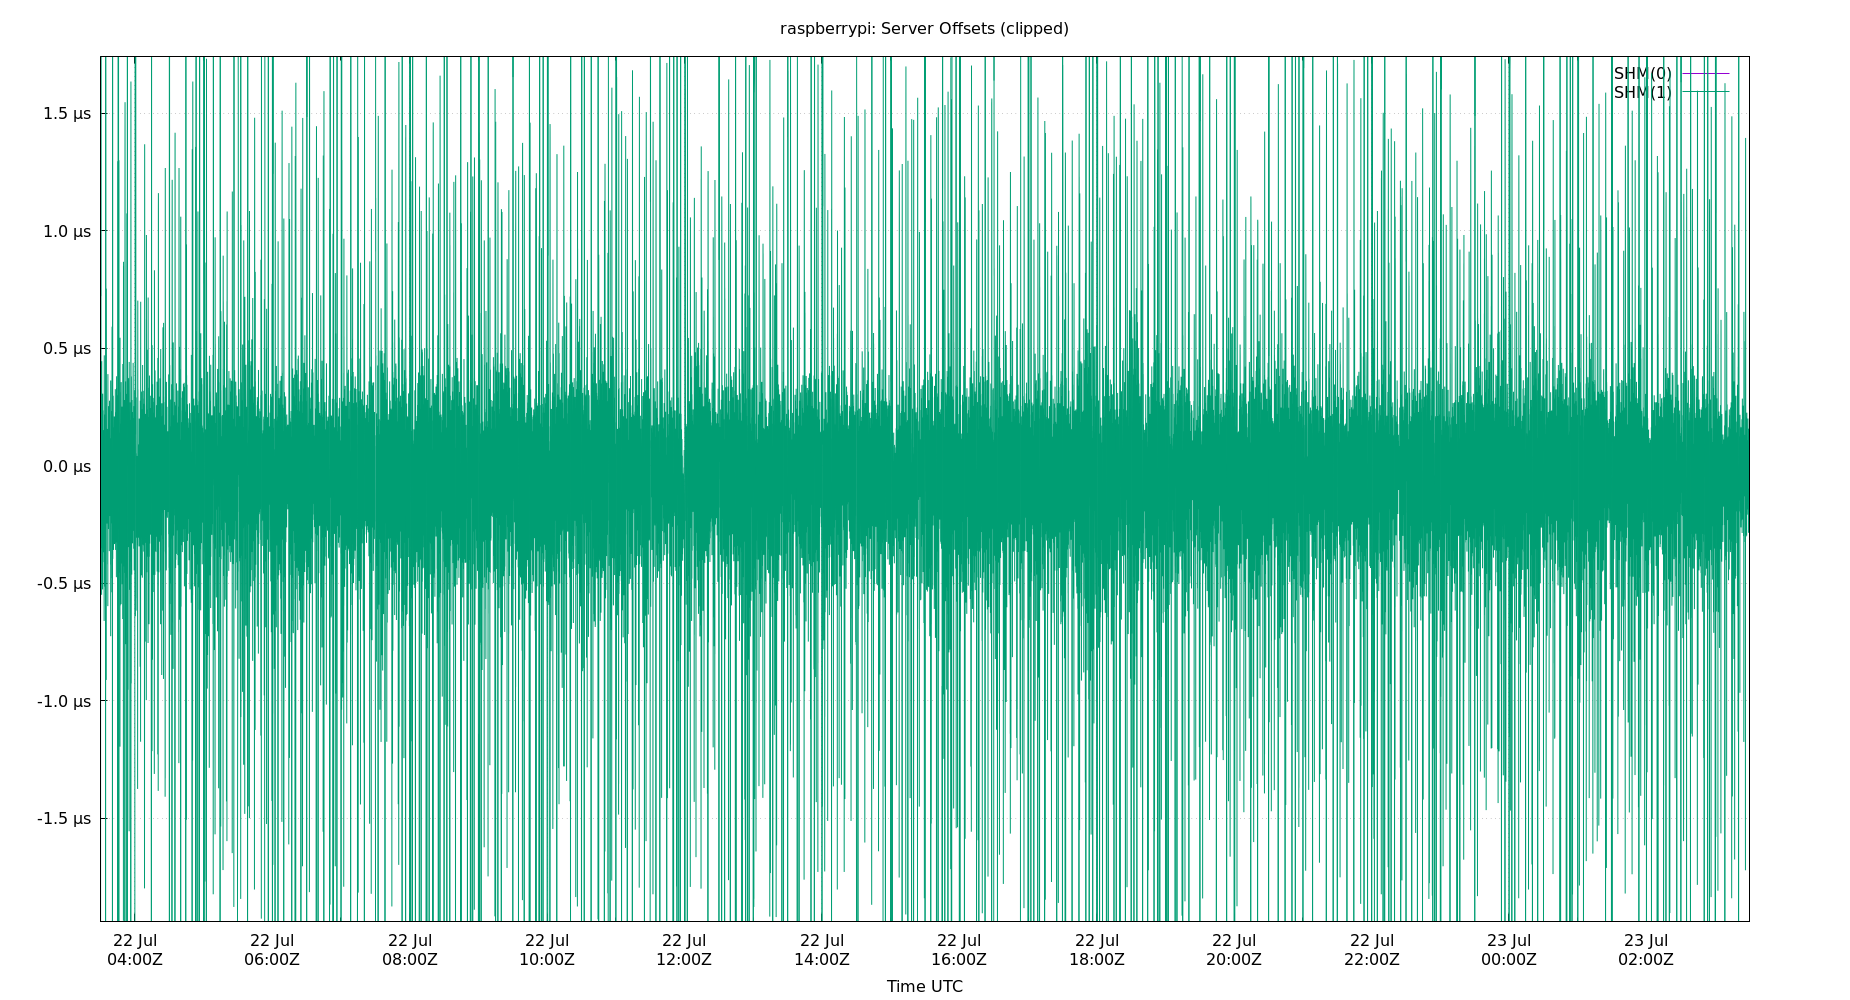 raspberrypi: Server Offsets (clipped)
SHM(0)
SHM(1)
1.5 µs
1.0 µs
0.5 µs
0.0 µs
-0.5 µs
-1.0 µs
-1.5 µs
22 Jul 22 Jul 22 Jul 22 Jul 22 Jul 22 Jul 22 Jul 22 Jul 22 Jul 22 Jul 23 Jul 23 Jul
04:00Z 06:00Z 08:00Z 10:00Z 12:00Z 14:00Z 16:00Z 18:00Z 20:00Z 22:00Z 00:00Z 02:00Z
Time UTC